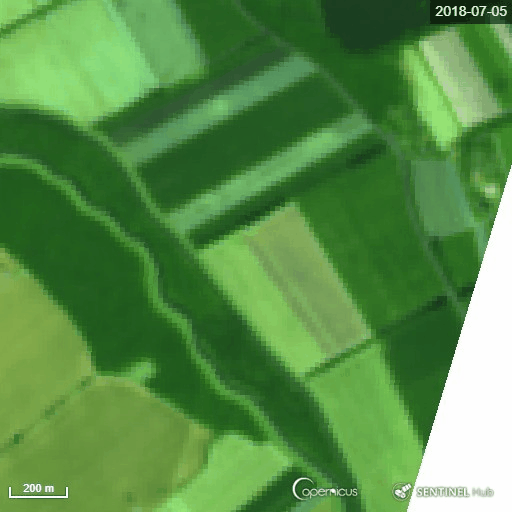 2018-07-05
200 m
Copernicus
SENTINEL Hub